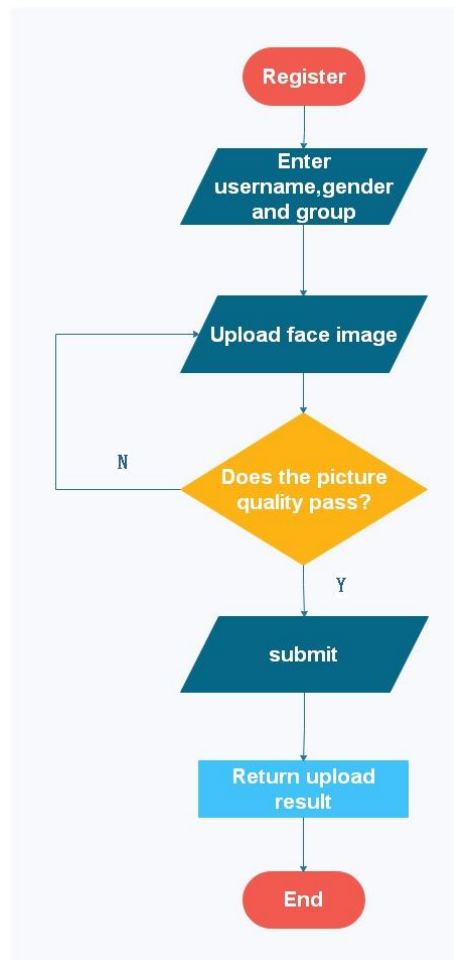 Register
Enter
username,gender
and group
Upload face image
N
Does the picture
quality pass?
Y
submit
Return upload
result
End